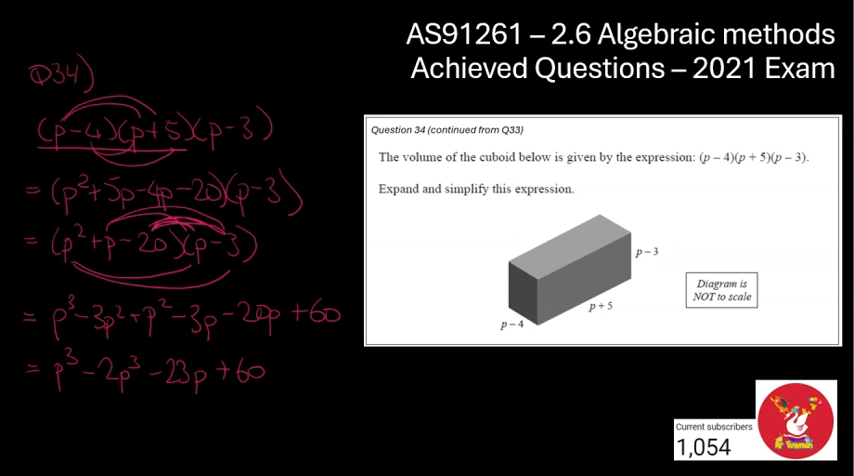 AS91261 – 2.6 Algebraic methods
Achieved Questions – 2021 Exam
Q34)
(p-4)(p+5)(p-3)
= (p²+5p-4p-20)(p-3)
= (p²+p-20)(p-3)
= p³-3p²+p²-3p-20p+60
= p³-2p³-23p+60
Question 34 (continued from Q33)
The volume of the cuboid below is given by the expression: (p – 4)(p + 5)(p – 3).
Expand and simplify this expression.
p – 3
p + 5
p – 4
Diagram is
NOT to scale
Current subscribers
1,054